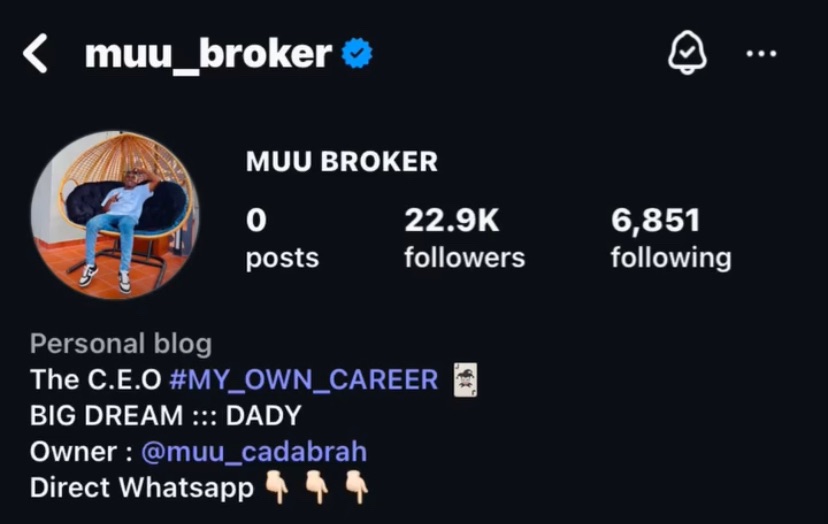 muu_broker
MUU BROKER
0 22.9K 6,851
posts followers following
Personal blog
The C.E.O #MY_OWN_CAREER 🃏
BIG DREAM ::: DADY
Owner : @muu_cadabrah
Direct Whatsapp 👇🏻 👇🏻 👇🏻